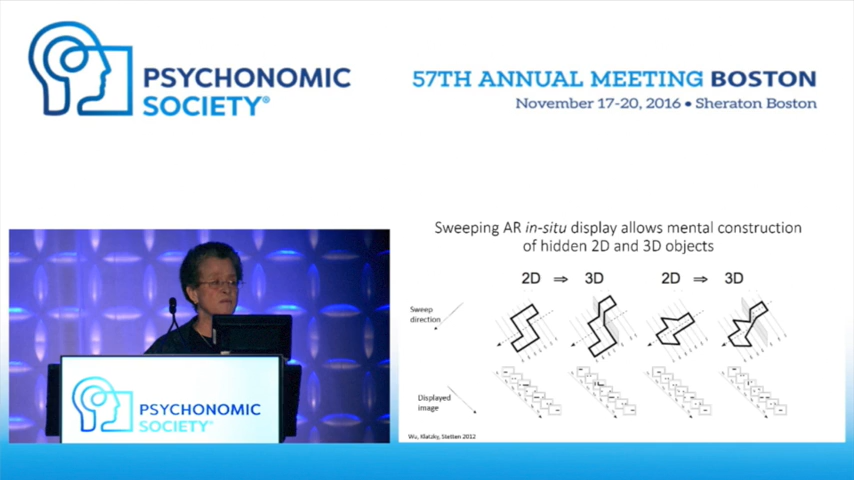 PSYCHONOMIC
SOCIETY®
57TH ANNUAL MEETING BOSTON
November 17-20, 2016 • Sheraton Boston
Sweeping AR in-situ display allows mental construction
of hidden 2D and 3D objects
2D ⇒ 3D 2D ⇒ 3D
Sweep
direction
Displayed
image
Wu, Klatzky, Stetten 2012
PSYCHONOMIC
SOCIETY®